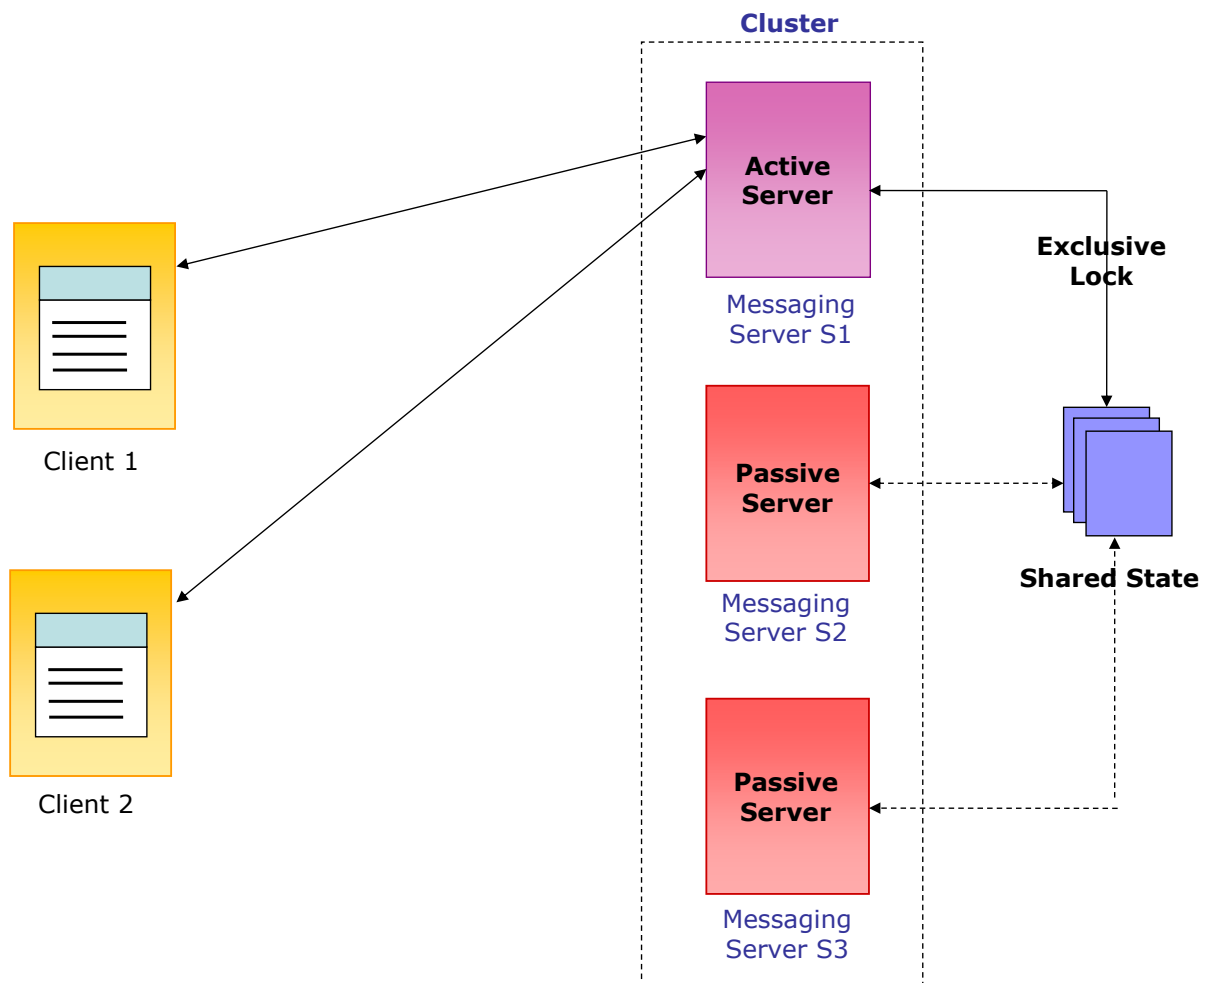 Cluster
Active
Server
Messaging
Server S1
Exclusive
Lock
Client 1
Passive
Server
Messaging
Server S2
Shared State
Client 2
Passive
Server
Messaging
Server S3